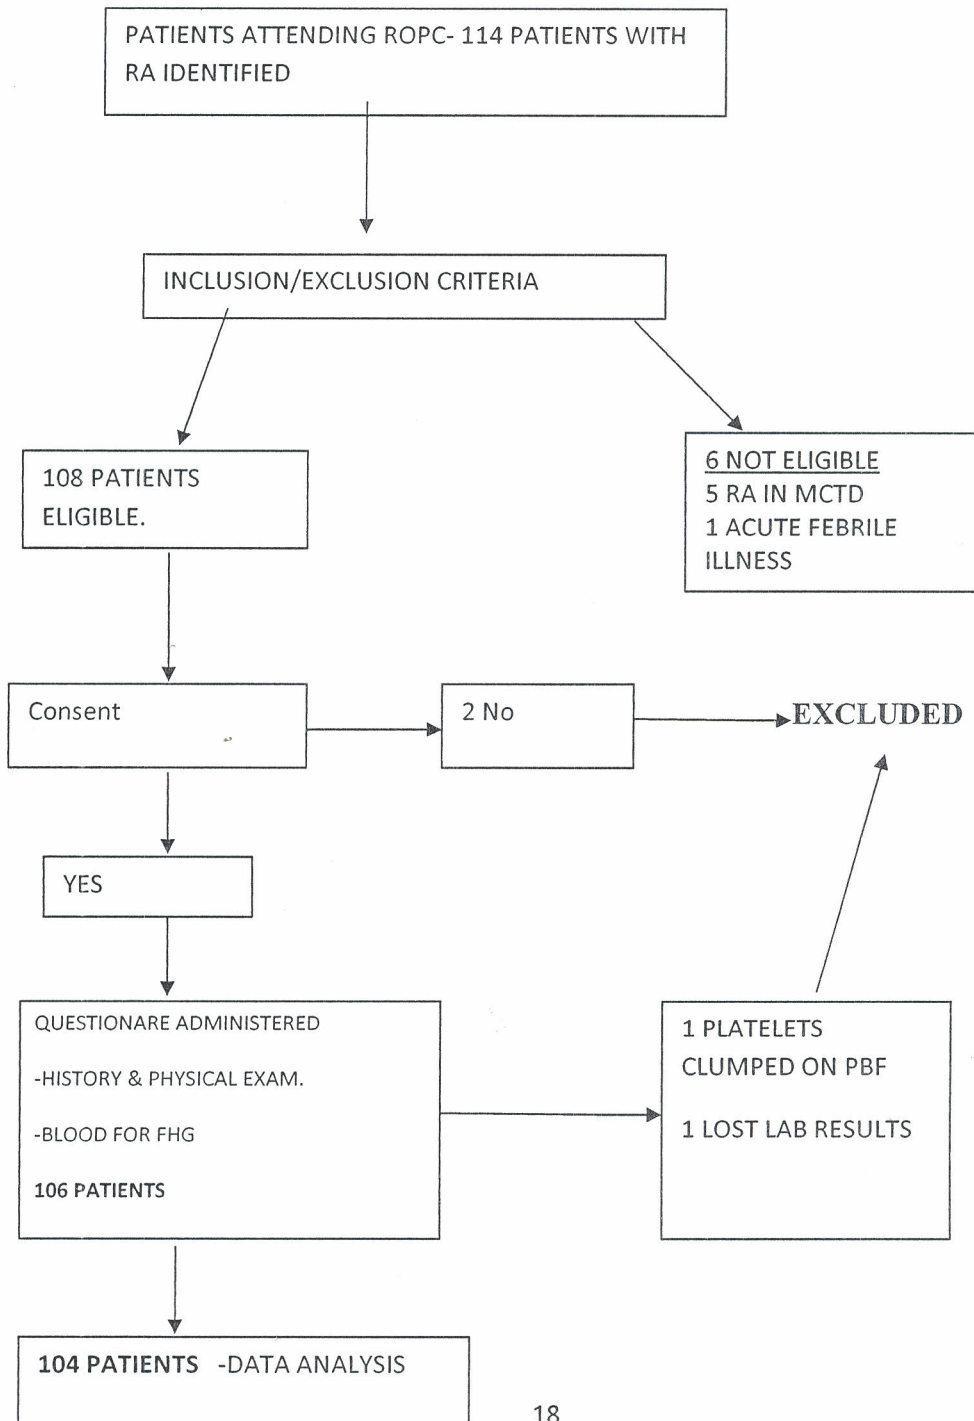 PATIENTS ATTENDING ROPC- 114 PATIENTS WITH
RA IDENTIFIED
INCLUSION/EXCLUSION CRITERIA
108 PATIENTS
ELIGIBLE.
6 NOT ELIGIBLE
5 RA IN MCTD
1 ACUTE FEBRILE
ILLNESS
Consent
2 No
EXCLUDED
YES
QUESTIONARE ADMINISTERED
-HISTORY & PHYSICAL EXAM.
-BLOOD FOR FHG
106 PATIENTS
1 PLATELETS
CLUMPED ON PBF
1 LOST LAB RESULTS
104 PATIENTS -DATA ANALYSIS
18